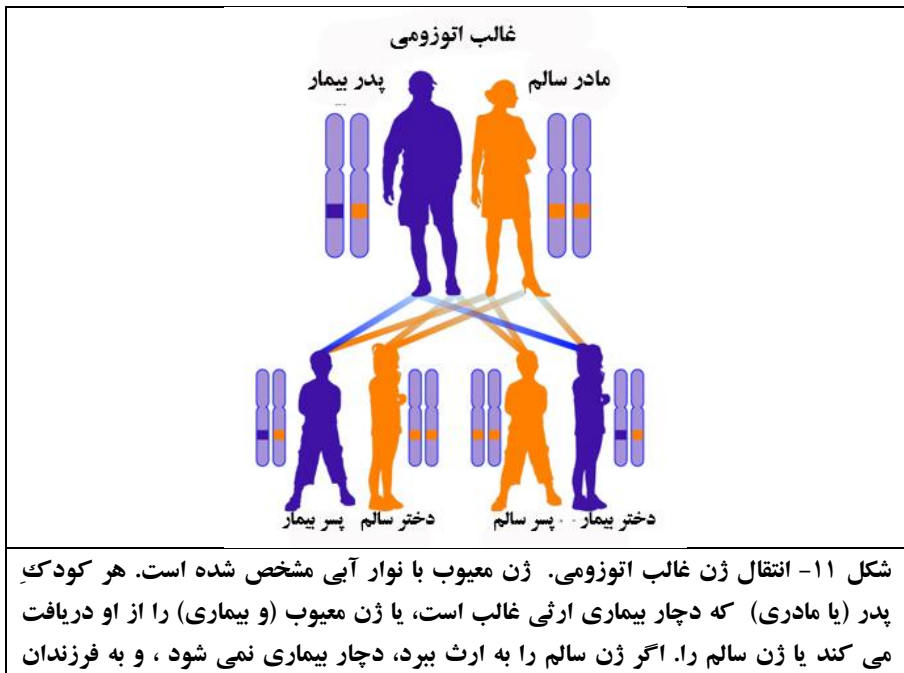 غالب اتوزومی
مادر سالم
پدر بیمار
دختر بیمار
پسر سالم
دختر سالم
پسر بیمار
شکل ۱۱- انتقال ژن غالب اتوزومی. ژن معیوب با نوار آبی مشخص شده است. هر کودکِ
پدر (یا مادری) که دچار بیماری ارثی غالب است، یا ژن معیوب (و بیماری) را از او دریافت
می کند یا ژن سالم را. اگر ژن سالم را به ارث ببرد، دچار بیماری نمی شود ، و به فرزندان